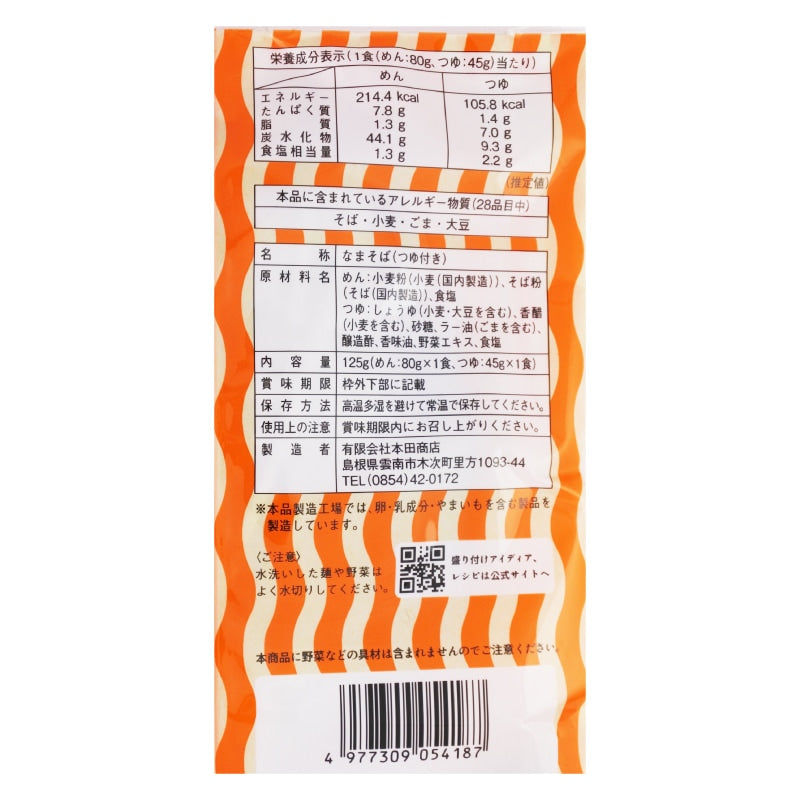 栄養成分表示(1食(めん:80g、つゆ:45g)当たり)
めん つゆ
エネルギー 214.4 kcal 105.8 kcal
たんぱく質 7.8 g 1.4 g
脂質 1.3 g 7.0 g
炭水化物 44.1 g 9.3 g
食塩相当量 1.3 g 2.2 g
(推定値)
本品に含まれているアレルギー物質(28品目中)
そば・小麦・ごま・大豆
名称 なまそば(つゆ付き)
原材料名 めん:小麦粉(小麦(国内製造))、そば粉
(そば(国内製造))、食塩
つゆ:しょうゆ(小麦・大豆を含む)、香醋
(小麦を含む)、砂糖、ラー油(ごまを含む)、
醸造酢、香味油、野菜エキス、食塩
内容量 125g(めん:80g×1食、つゆ:45g×1食)
賞味期限 枠外下部に記載
保存方法 高温多湿を避けて常温で保存してください。
使用上の注意 賞味期限内にお召し上がりください。
製造者 有限会社本田商店
島根県雲南市木次町里方1093-44
TEL(0854)42-0172
※本品製造工場では、卵・乳成分・やまいもを含む製品を
製造しています。
〈ご注意〉
水洗いした麺や野菜は
よく水切りしてください。
盛り付けアイディア、
レシピは公式サイトへ
本商品に野菜などの具材は含まれませんのでご注意ください。
4 977309 054187